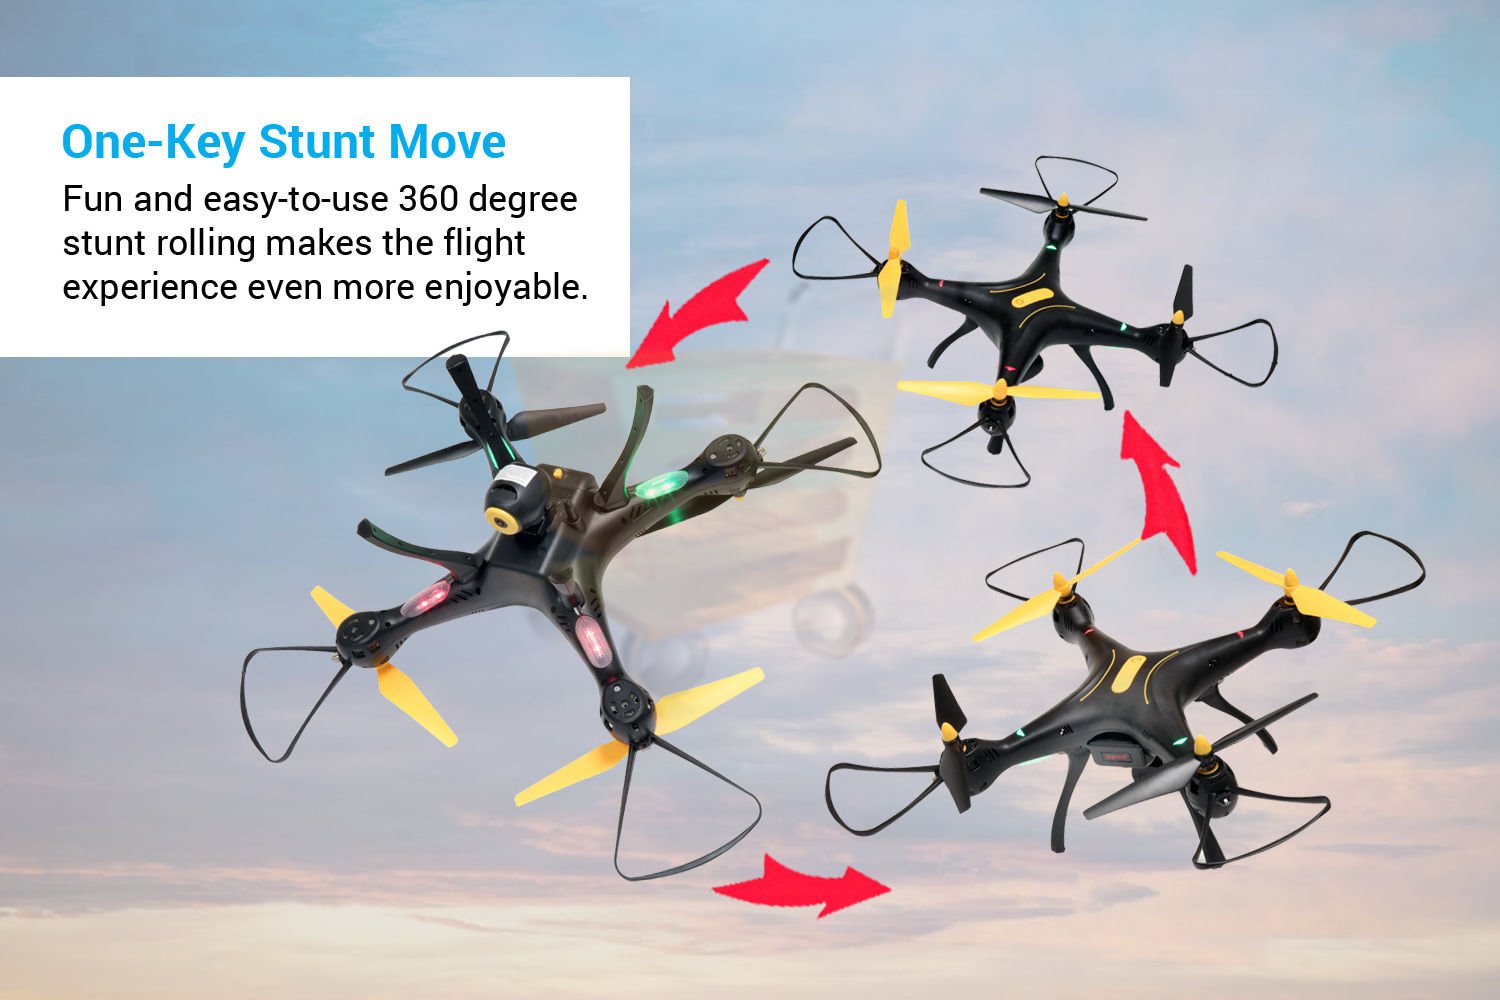 One-Key Stunt Move
Fun and easy-to-use 360 degree
stunt rolling makes the flight
experience even more enjoyable.